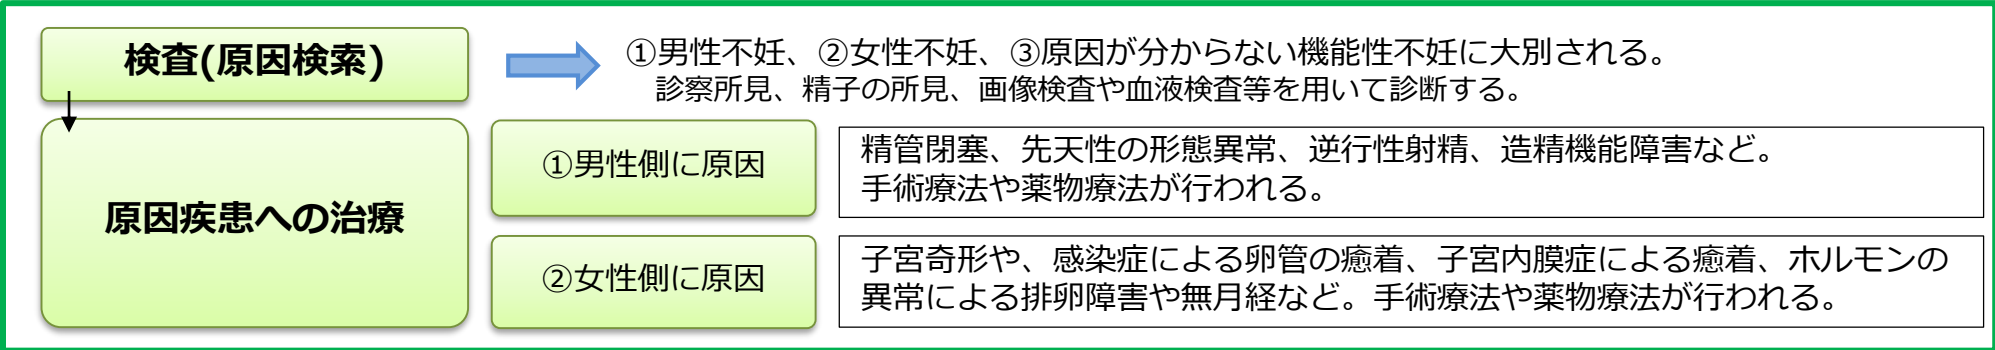 検査(原因検索)
①男性不妊、②女性不妊、③原因が分からない機能性不妊に大別される。
診察所見、精子の所見、画像検査や血液検査等を用いて診断する。
原因疾患への治療
①男性側に原因
精管閉塞、先天性の形態異常、逆行性射精、造精機能障害など。
手術療法や薬物療法が行われる。
②女性側に原因
子宮奇形や、感染症による卵管の癒着、子宮内膜症による癒着、ホルモンの
異常による排卵障害や無月経など。手術療法や薬物療法が行われる。